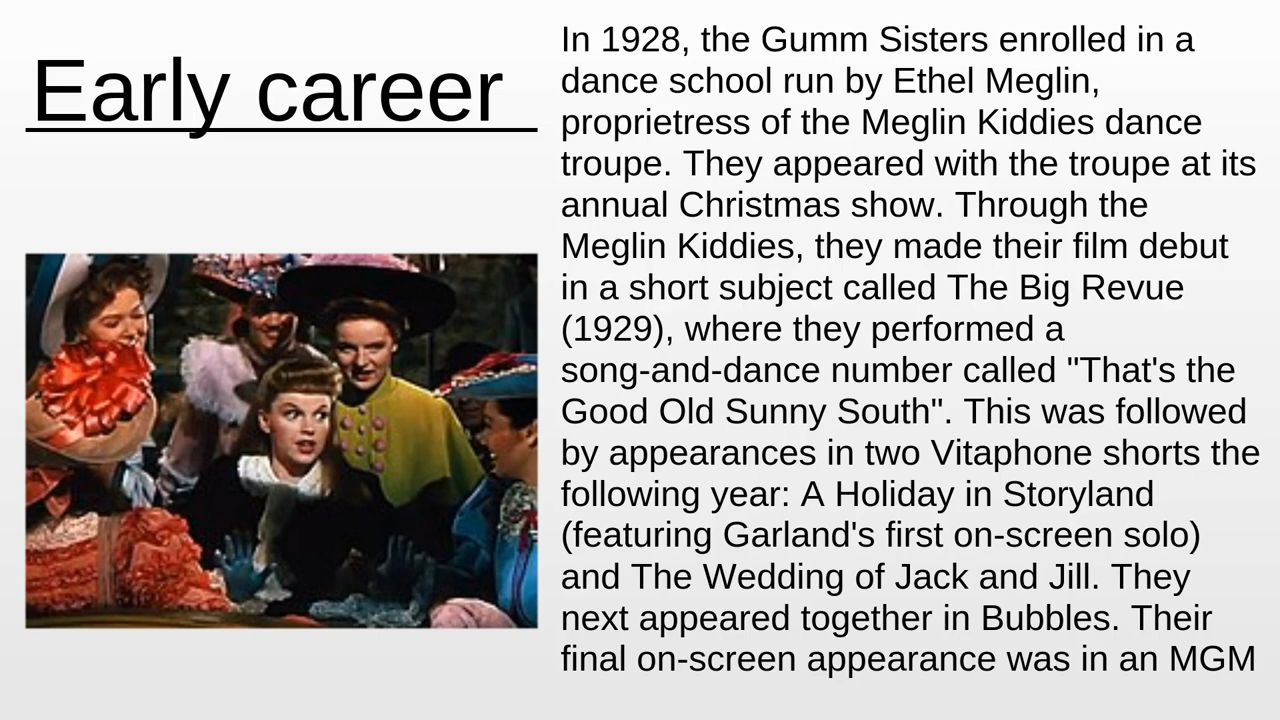 Early career
In 1928, the Gumm Sisters enrolled in a
dance school run by Ethel Meglin,
proprietress of the Meglin Kiddies dance
troupe. They appeared with the troupe at its
annual Christmas show. Through the
Meglin Kiddies, they made their film debut
in a short subject called The Big Revue
(1929), where they performed a
song-and-dance number called "That's the
Good Old Sunny South". This was followed
by appearances in two Vitaphone shorts the
following year: A Holiday in Storyland
(featuring Garland's first on-screen solo)
and The Wedding of Jack and Jill. They
next appeared together in Bubbles. Their
final on-screen appearance was in an MGM